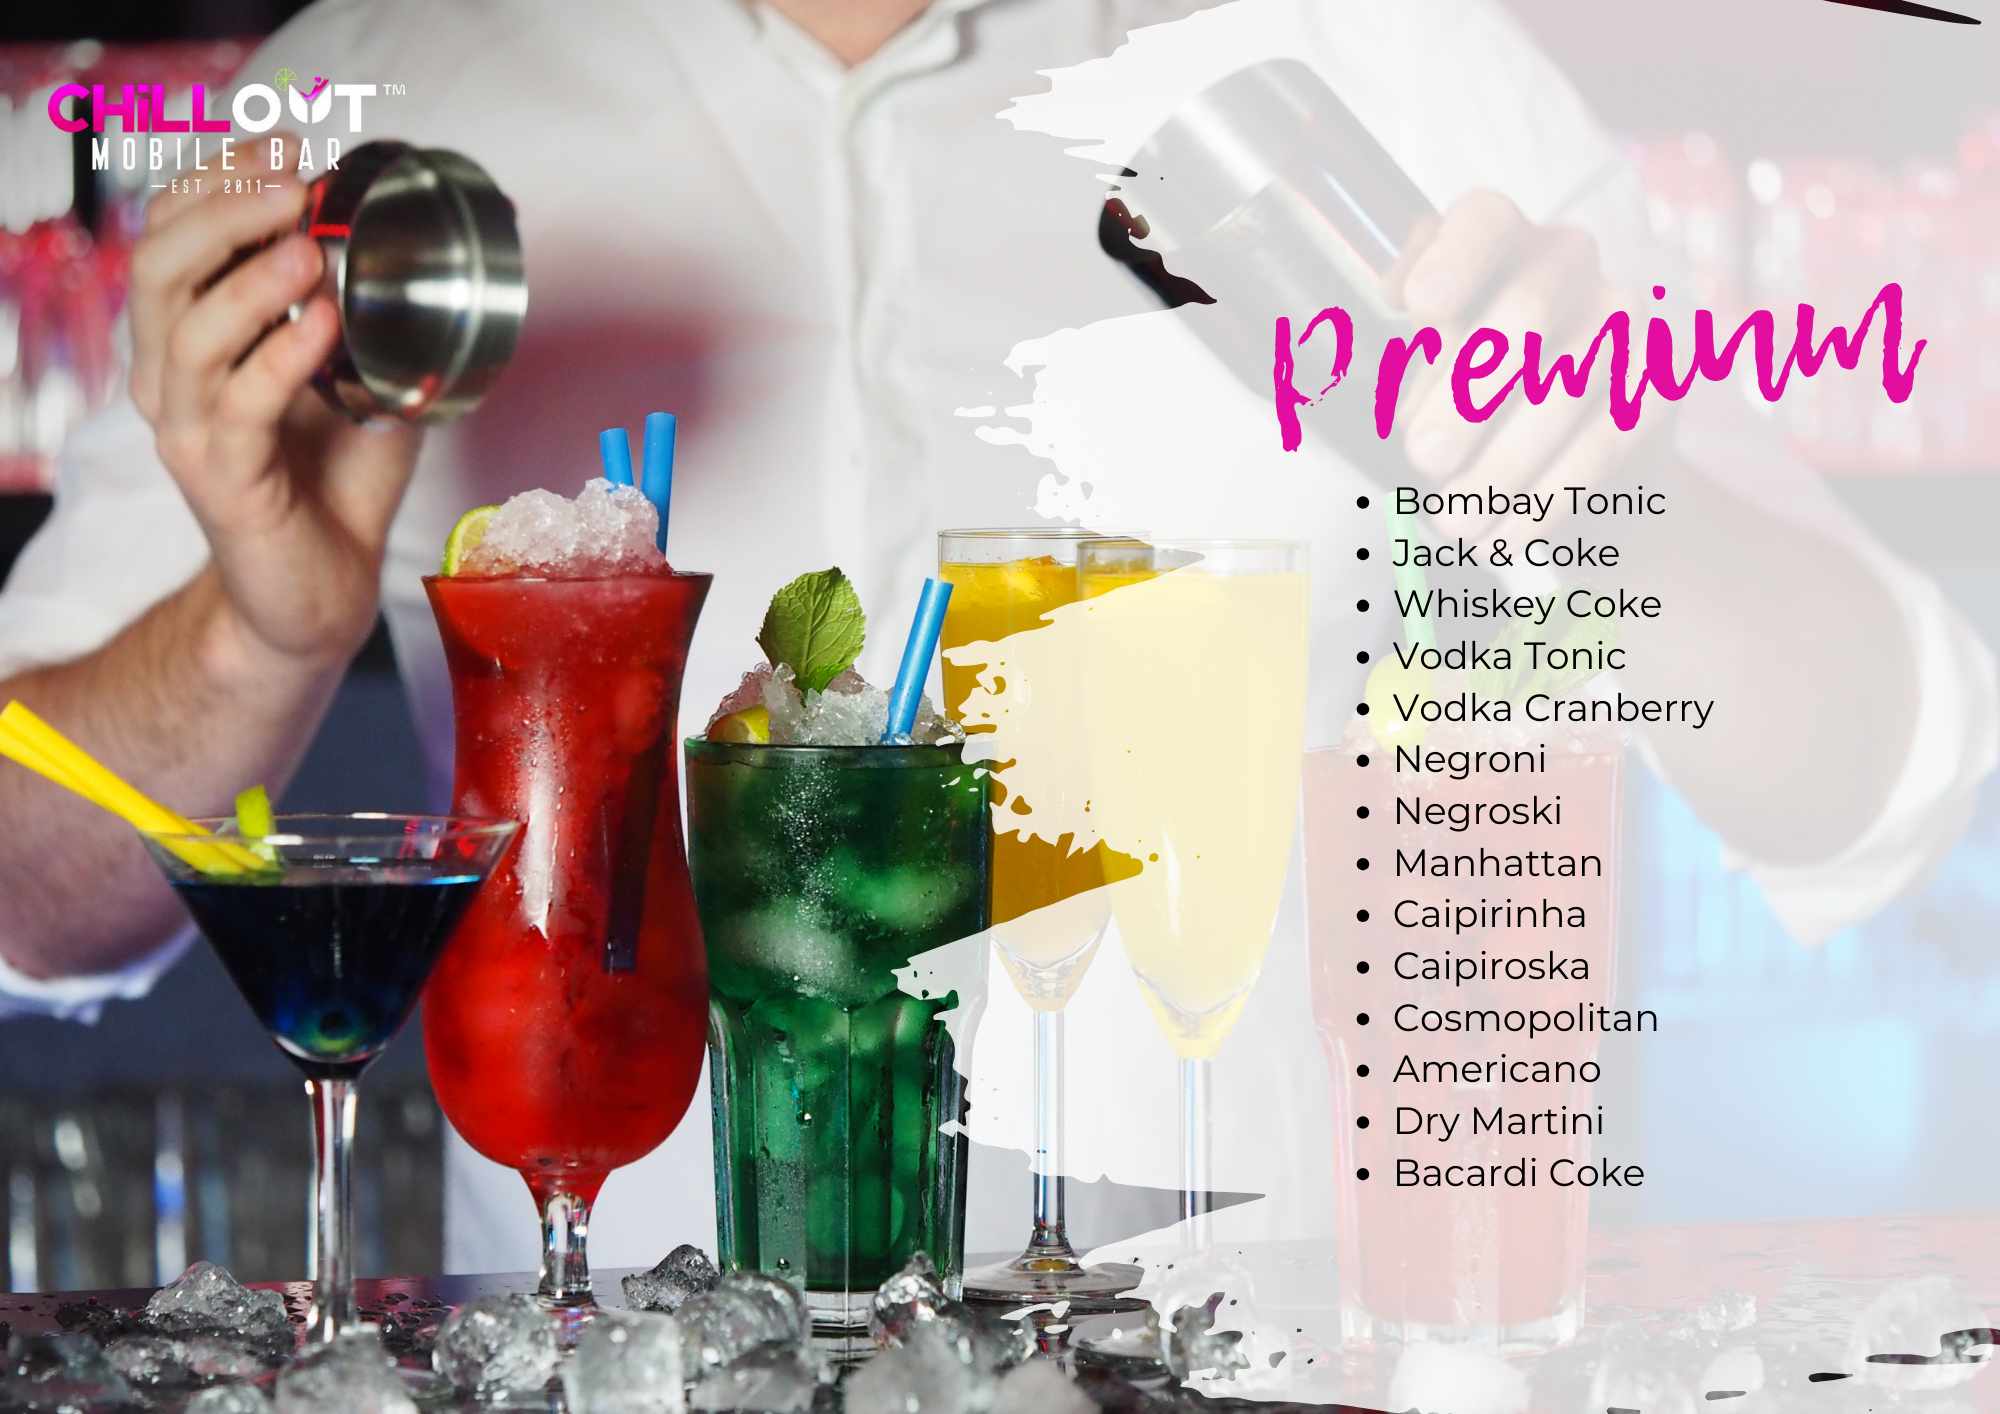 CHiLLOUT™
MOBILE BAR
—EST. 2011—
Premium
• Bombay Tonic
• Jack & Coke
• Whiskey Coke
• Vodka Tonic
• Vodka Cranberry
• Negroni
• Negroski
• Manhattan
• Caipirinha
• Caipiroska
• Cosmopolitan
• Americano
• Dry Martini
• Bacardi Coke